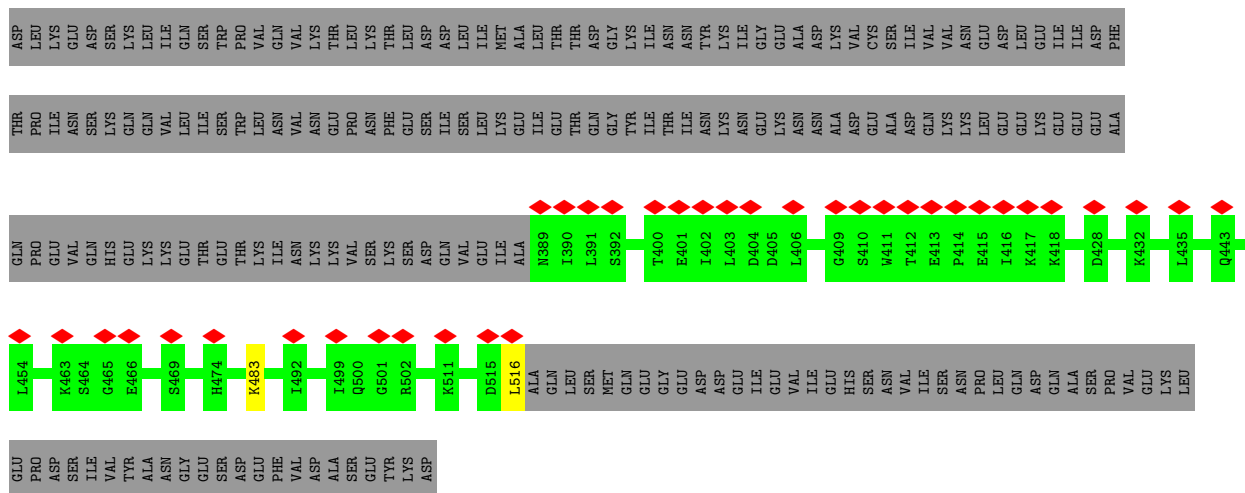 ASP LEU LYS GLU ASP SER LYS LEU ILE GLN SER TRP PRO VAL GLN VAL LYS THR LEU LYS THR LEU ASP ASP LEU ILE MET ALA LEU THR THR ASP GLY LYS ILE ASN ASN TYR LYS ILE GLY GLU ALA ASP LYS VAL CYS SER ILE VAL VAL ASN GLU ASP LEU GLU ILE ILE ASP PHE
THR PRO ILE ASN SER LYS GLN GLN VAL LEU ILE SER TRP LEU ASN VAL ASN GLU PRO ASN PHE GLU SER ILE SER LEU LYS GLU ILE GLU THR GLN GLY TYR ILE THR ILE ASN LYS ASN GLU LYS ASN ASN ALA ASP GLU ALA ASP GLN LYS LYS LEU GLU GLU LYS GLU GLU GLU ALA
GLN PRO GLU VAL GLN HIS GLU LYS LYS GLU THR GLU THR LYS ILE ASN LYS LYS VAL SER LYS SER ASP GLN VAL GLU ILE ALA N389 I390 L391 S392 T400 E401 I402 L403 D404 D405 L406 G409 S410 W411 T412 E413 P414 E415 I416 K417 K418 D428 K432 L435 Q443
L454 K463 S464 G465 E466 S469 H474 K483 I492 I499 Q500 G501 R502 K511 D515 L516 ALA GLN LEU SER MET GLN GLU GLY GLU ASP ASP GLU ILE GLU VAL ILE GLU HIS SER ASN VAL ILE SER ASN PRO LEU GLN ASP GLN ALA SER PRO VAL GLU LYS LEU
GLU PRO ASP SER ILE VAL TYR ALA ASN GLY GLU SER ASP GLU PHE VAL ASP ALA SER GLU TYR LYS ASP